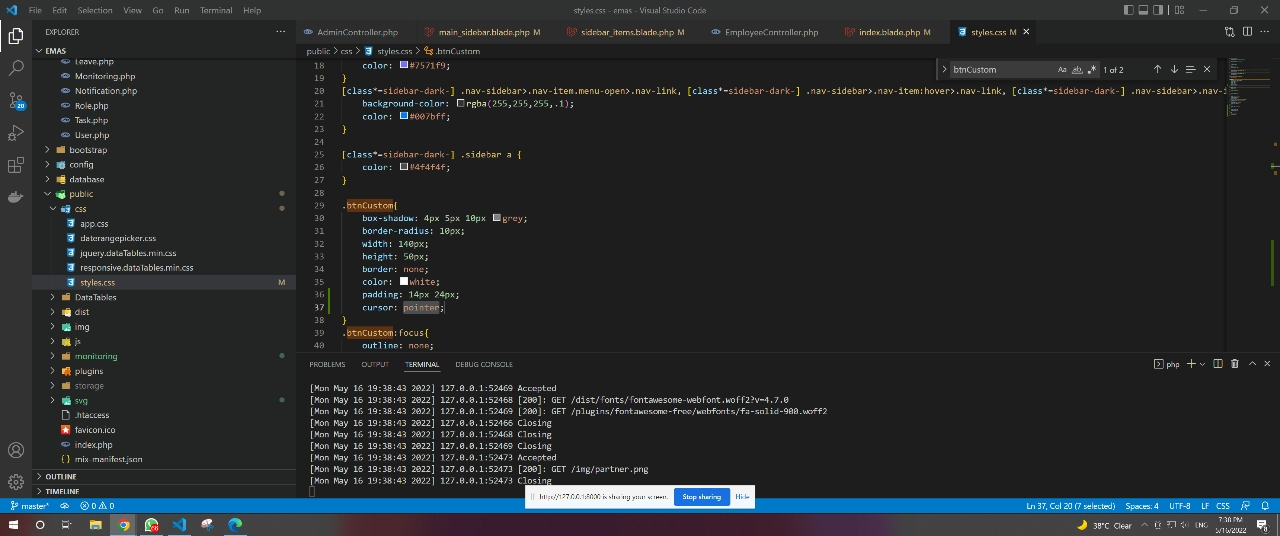 File Edit Selection View Go Run Terminal Help
styles.css - emas - Visual Studio Code
EXPLORER
AdminController.php
main_sidebar.blade.php M
sidebar_items.blade.php M
EmployeeController.php
index.blade.php M
styles.css M
EMAS
public > css > styles.css > .btnCustom
Leave.php
Monitoring.php
Notification.php
Role.php
Task.php
User.php
bootstrap
config
database
public
css
app.css
daterangepicker.css
jquery.dataTables.min.css
responsive.dataTables.min.css
styles.css M
DataTables
dist
img
js
monitoring
plugins
storage
svg
.htaccess
favicon.ico
index.php
mix-manifest.json
OUTLINE
TIMELINE
btnCustom
Aa ab
1 of 2
18 color: #7571f9;
19 }
20 [class*=sidebar-dark-] .nav-sidebar>.nav-item.menu-open>.nav-link, [class*=sidebar-dark-] .nav-sidebar>.nav-item:hover>.nav-link, [class*=sidebar-dark-] .nav-sidebar>.nav-i
21 background-color: rgba(255,255,255,.1);
22 color: #007bff;
23 }
24
25 [class*=sidebar-dark-] .sidebar a {
26 color: #4f4f4f;
27 }
28
29 .btnCustom{
30 box-shadow: 4px 5px 10px grey;
31 border-radius: 10px;
32 width: 140px;
33 height: 50px;
34 border: none;
35 color: white;
36 padding: 14px 24px;
37 cursor: pointer;
38 }
39 .btnCustom:focus{
40 outline: none;
PROBLEMS OUTPUT TERMINAL DEBUG CONSOLE
php
[Mon May 16 19:38:43 2022] 127.0.0.1:52469 Accepted
[Mon May 16 19:38:43 2022] 127.0.0.1:52468 [200]: GET /dist/fonts/fontawesome-webfont.woff2?v=4.7.0
[Mon May 16 19:38:43 2022] 127.0.0.1:52469 [200]: GET /plugins/fontawesome-free/webfonts/fa-solid-900.woff2
[Mon May 16 19:38:43 2022] 127.0.0.1:52466 Closing
[Mon May 16 19:38:43 2022] 127.0.0.1:52468 Closing
[Mon May 16 19:38:43 2022] 127.0.0.1:52469 Closing
[Mon May 16 19:38:43 2022] 127.0.0.1:52473 Accepted
[Mon May 16 19:38:43 2022] 127.0.0.1:52473 [200]: GET /img/partner.png
[Mon May 16 19:38:43 2022] 127.0.0.1:52473 Closing
http://127.0.0.1:8000 is sharing your screen.
Stop sharing
Hide
20
master*
0 0
Ln 37, Col 20 (7 selected) Spaces: 4 UTF-8 LF CSS
38°C Clear
ENG
7:38 PM
5/16/2022